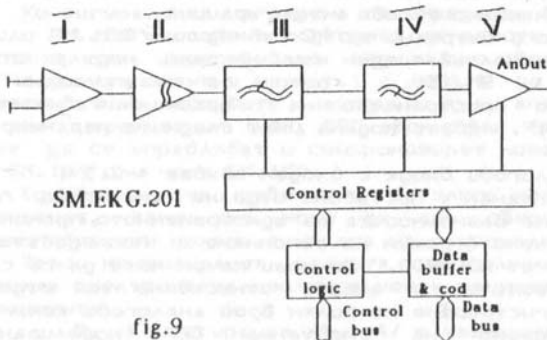 I II III IV V
AnOut
SM.EKG.201
Control Registers
Control
logic
Data
buffer
& cod
Control
bus
Data
bus
fig.9